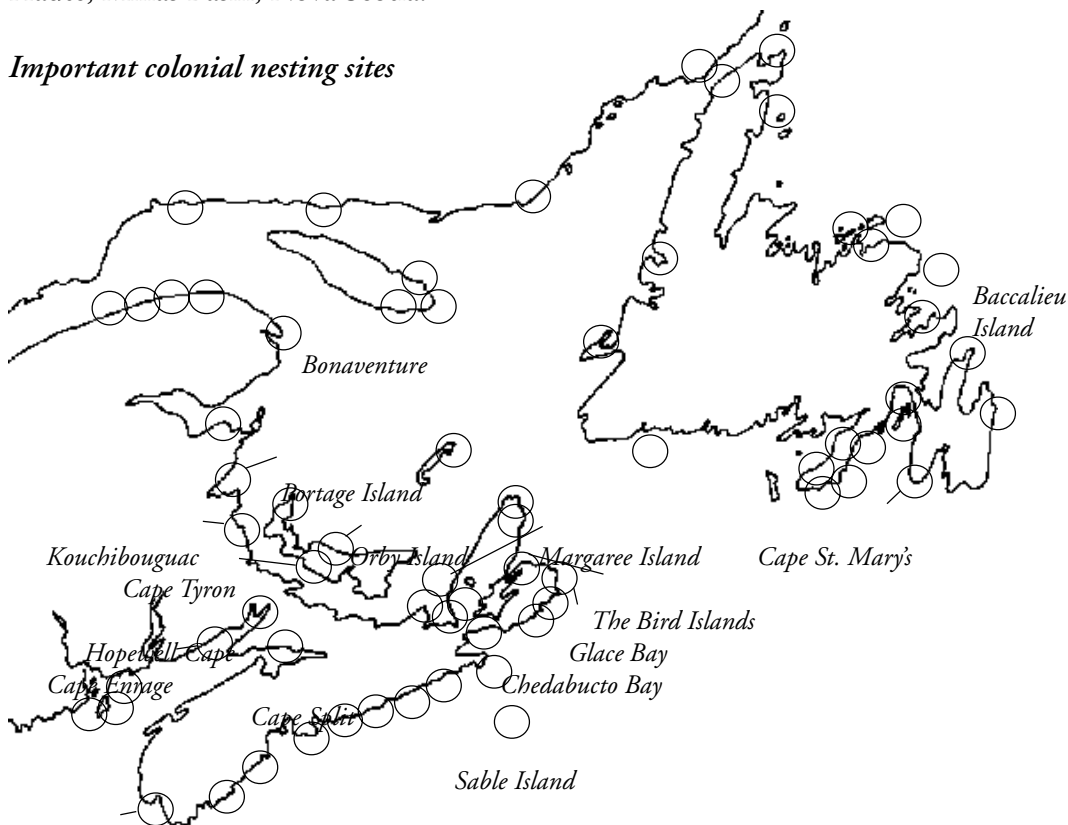 Important colonial nesting sites
Baccalieu
Island
Bonaventure
Portage Island
Kouchibouguac
Orby Island
Margaree Island
Cape St. Mary's
Cape Tyron
The Bird Islands
Hopewell Cape
Glace Bay
Cape Enrage
Chedabucto Bay
Cape Split
Sable Island